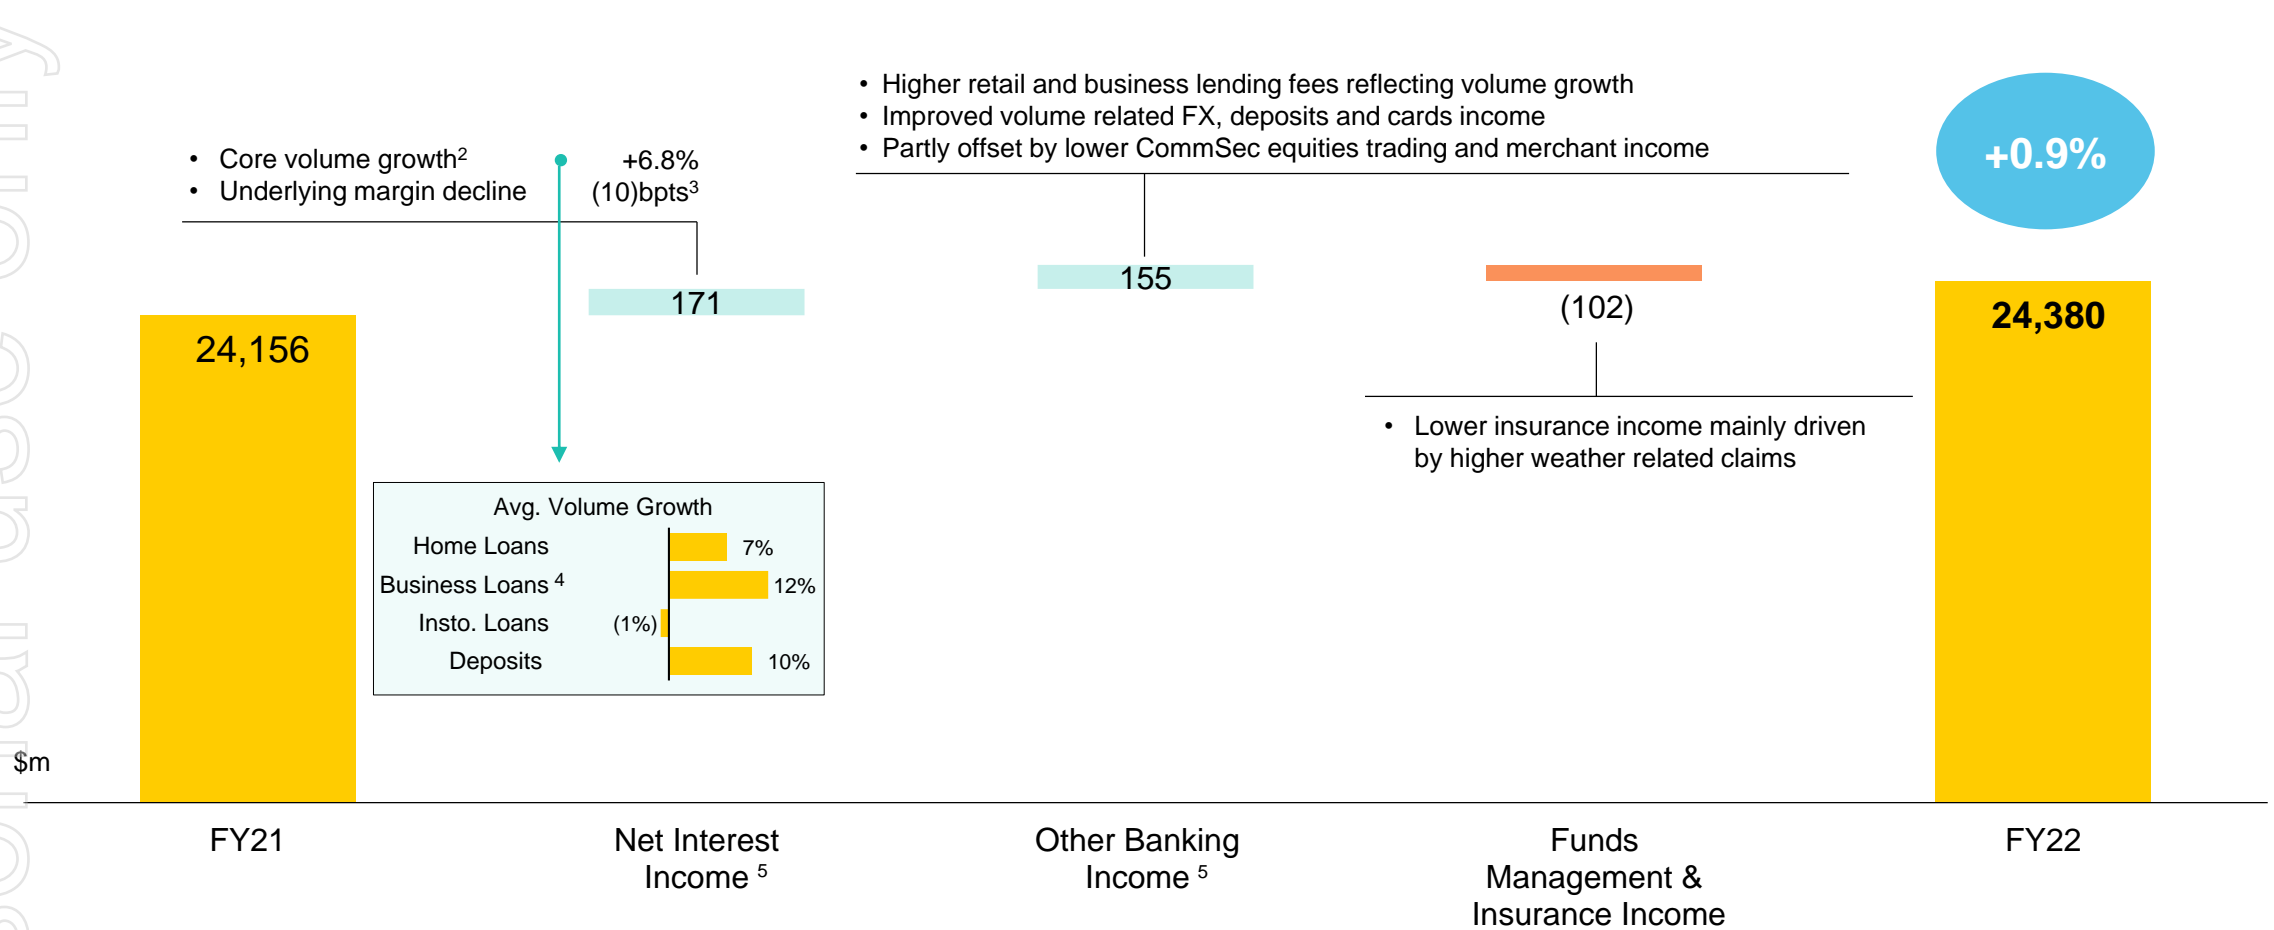 • Higher retail and business lending fees reflecting volume growth
• Improved volume related FX, deposits and cards income
• Partly offset by lower CommSec equities trading and merchant income
• Core volume growth² +6.8%
• Underlying margin decline (10)bpts³
+0.9%
171
155
(102)
24,156
24,380
• Lower insurance income mainly driven
by higher weather related claims
Avg. Volume Growth
Home Loans 7%
Business Loans ⁴ 12%
Insto. Loans (1%)
Deposits 10%
$m
FY21
Net Interest
Income ⁵
Other Banking
Income ⁵
Funds
Management &
Insurance Income
FY22